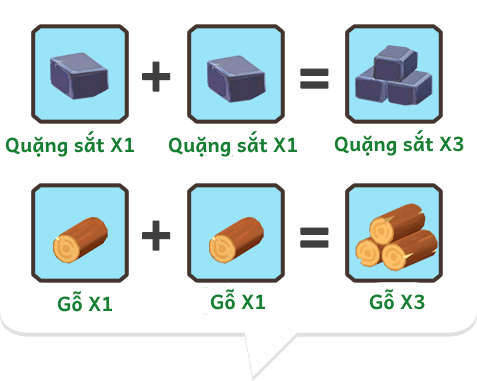 + =
Quặng sắt X1 Quặng sắt X1 Quặng sắt X3
+ =
Gỗ X1 Gỗ X1 Gỗ X3